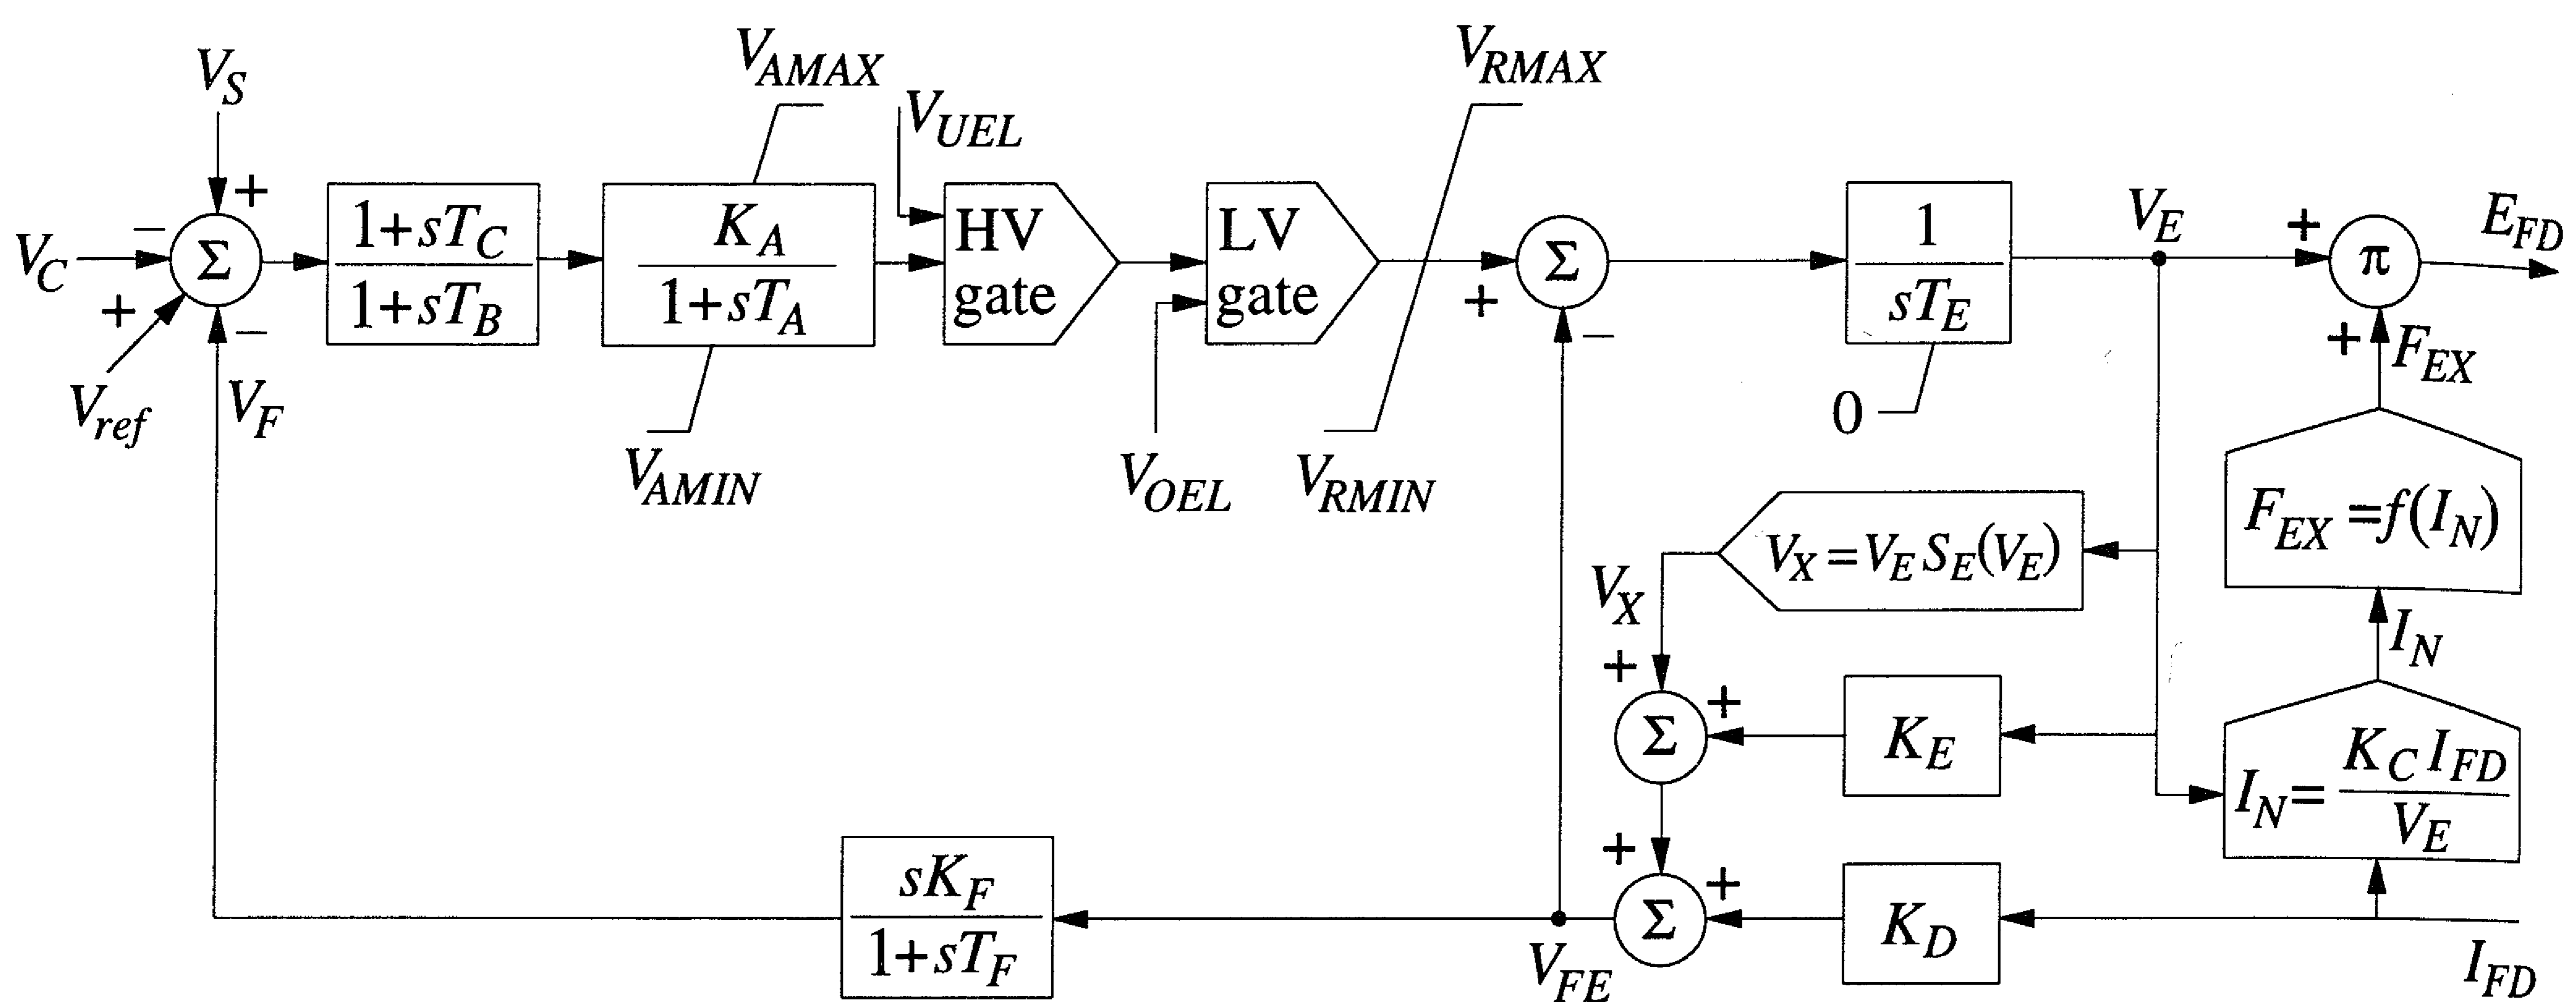 V_S
V_AMAX
V_RMAX
V_UEL
+
−
V_C
Σ
+
V_ref
−
V_F
1+sT_C
1+sT_B
K_A
1+sT_A
V_AMIN
HV
gate
LV
gate
V_OEL
V_RMIN
Σ
+
−
1
sT_E
0
V_E
+
π
E_FD
+
F_EX
F_EX =f(I_N)
I_N
V_X =V_E S_E(V_E)
V_X
+
+
Σ
K_E
I_N= K_C I_FD
V_E
+
+
Σ
K_D
V_FE
I_FD
sK_F
1+sT_F